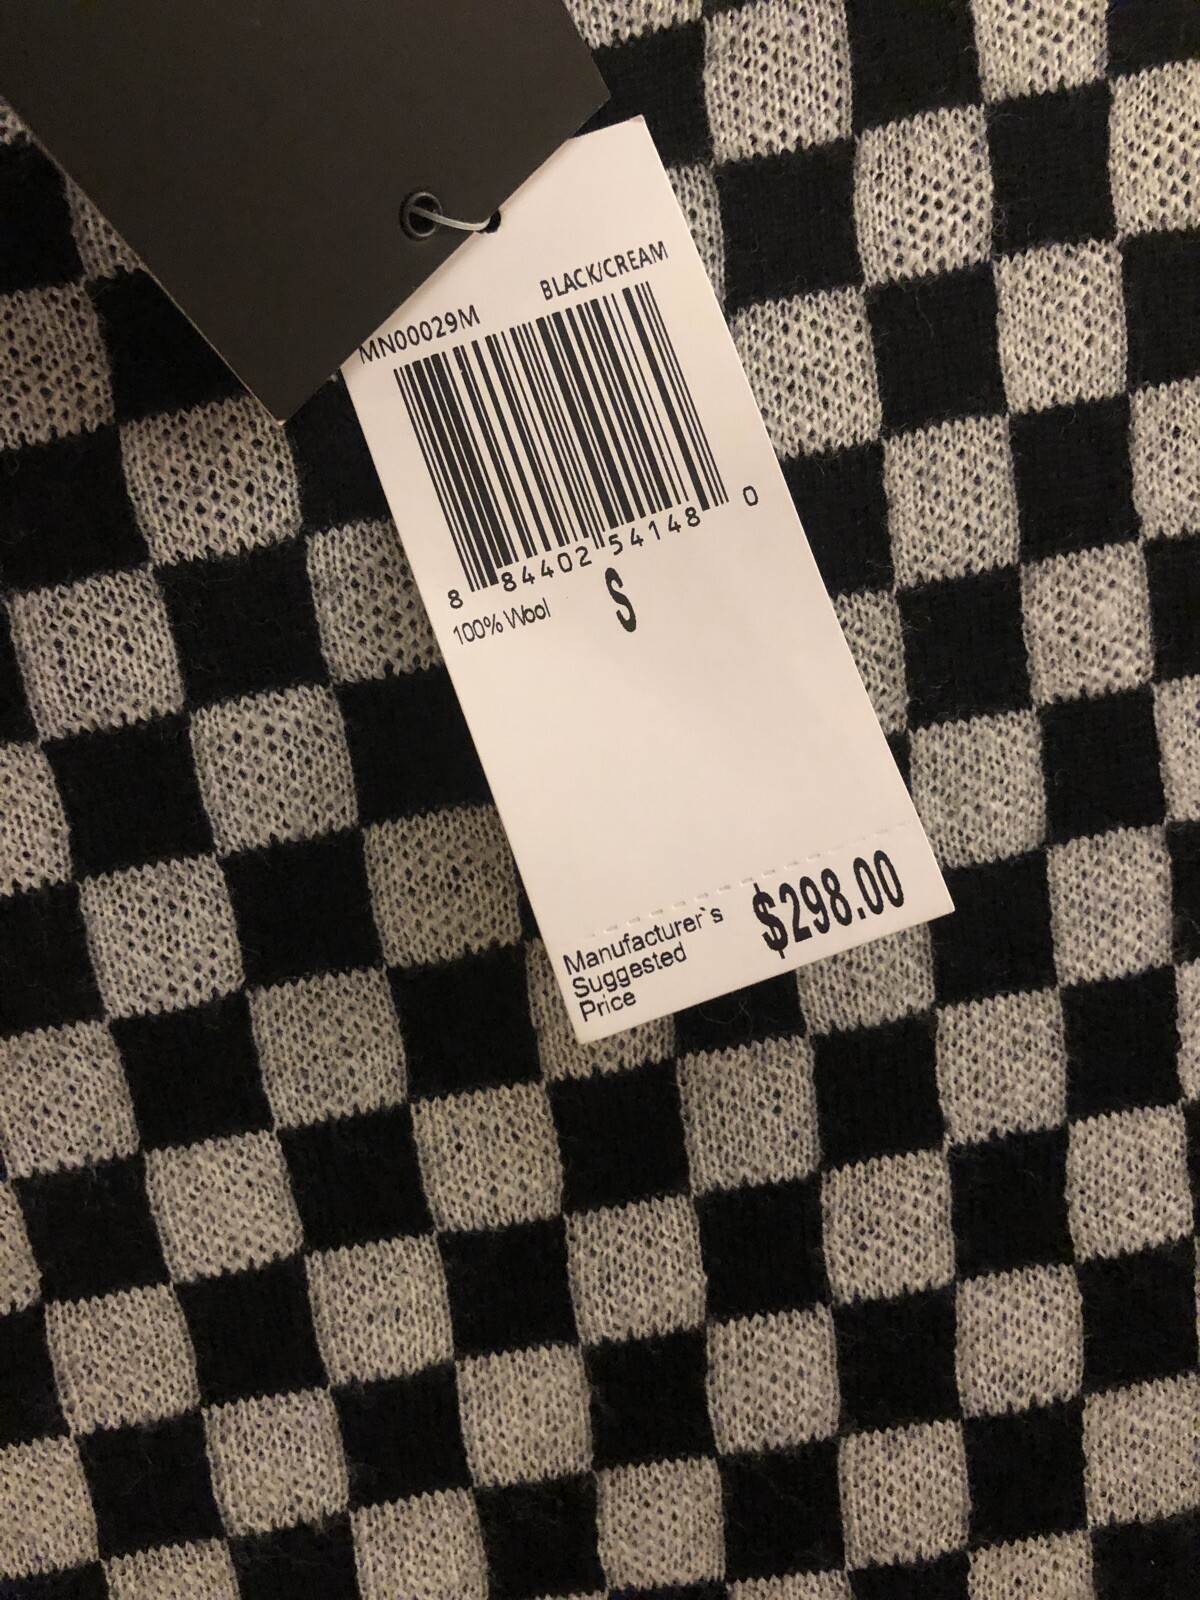 MN00029M BLACK/CREAM
8 84402 54148 0
100% Wool S
Manufacturer`s
Suggested
Price
$298.00